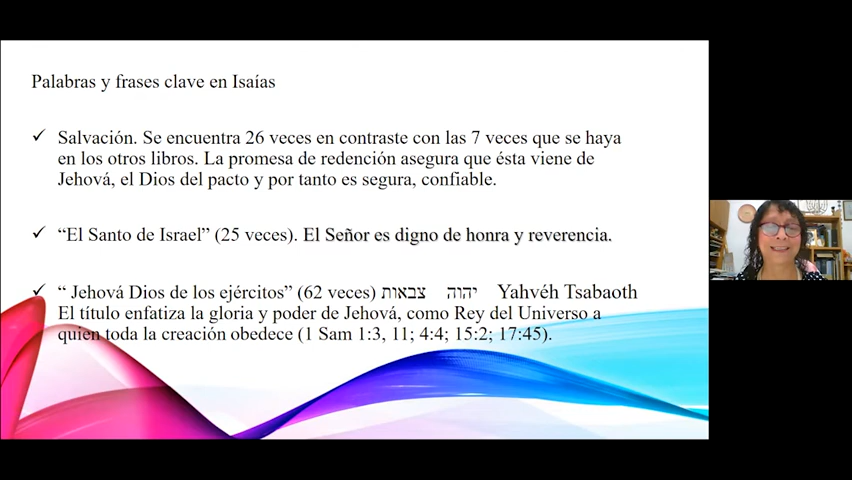 Palabras y frases clave en Isaías
✓ Salvación. Se encuentra 26 veces en contraste con las 7 veces que se haya
en los otros libros. La promesa de redención asegura que ésta viene de
Jehová, el Dios del pacto y por tanto es segura, confiable.
✓ “El Santo de Israel” (25 veces). El Señor es digno de honra y reverencia.
✓ “ Jehová Dios de los ejércitos” (62 veces) יהוה צבאות Yahvéh Tsabaoth
El título enfatiza la gloria y poder de Jehová, como Rey del Universo a
quien toda la creación obedece (1 Sam 1:3, 11; 4:4; 15:2; 17:45).